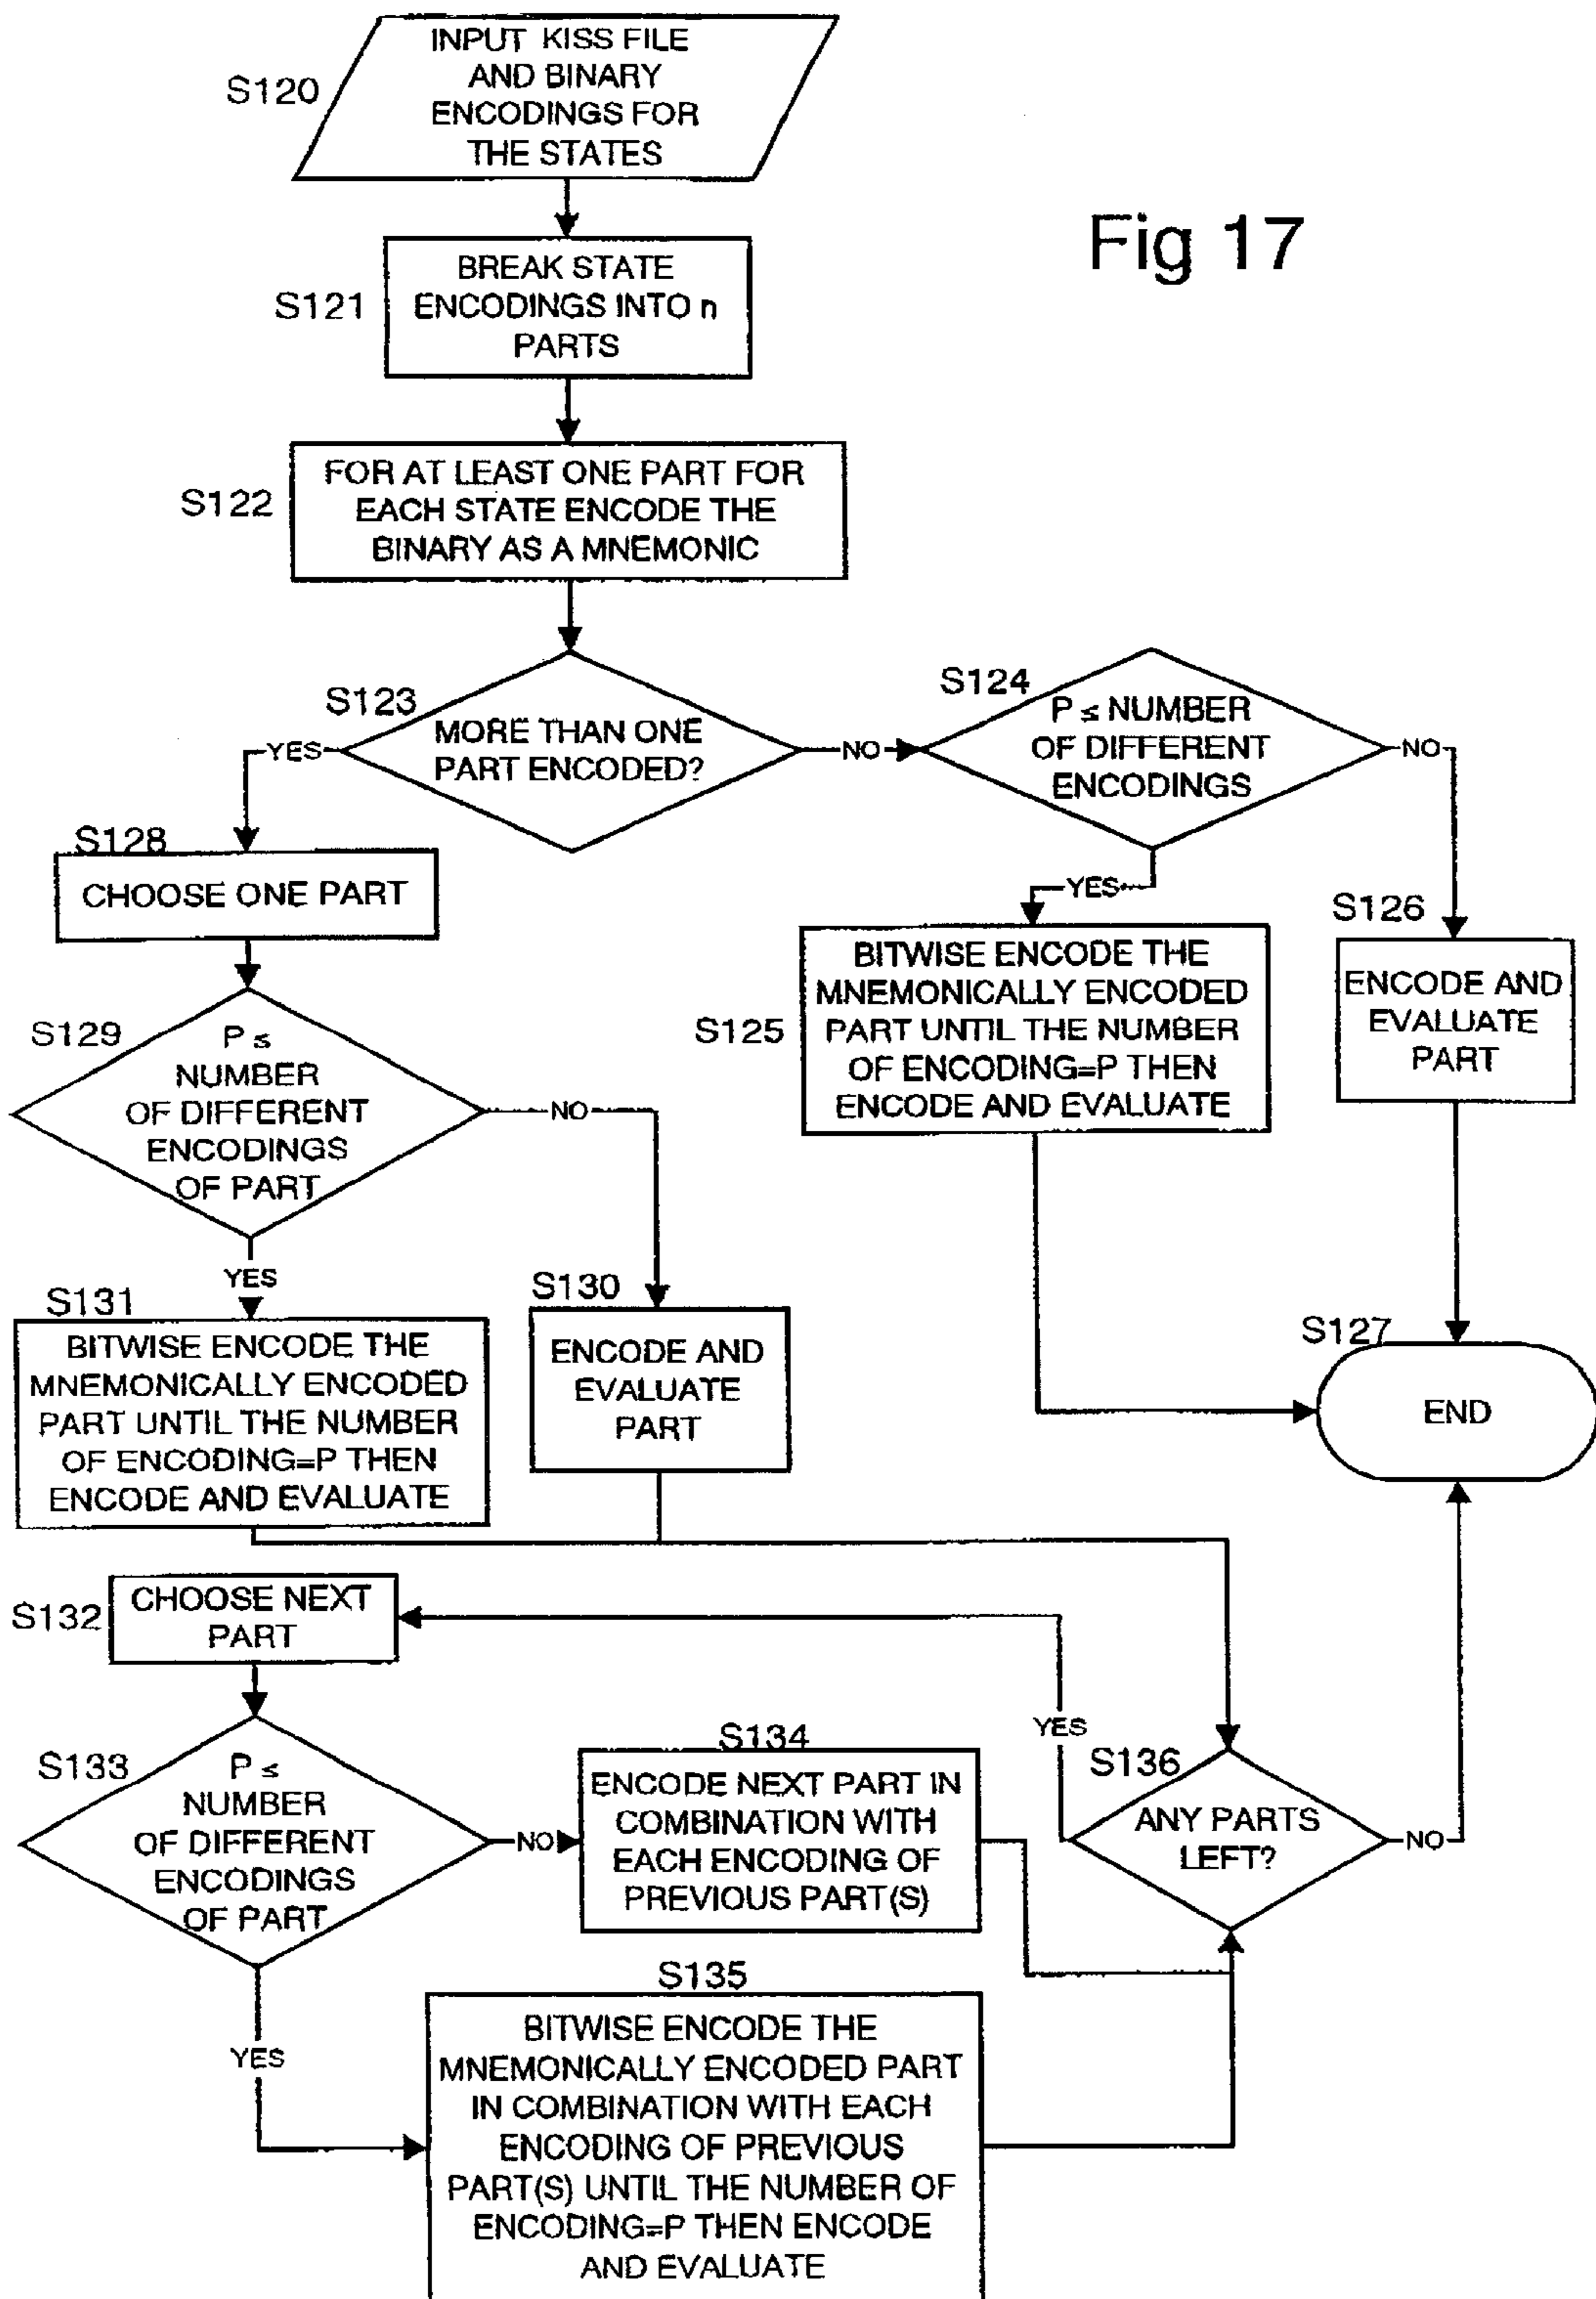 INPUT KISS FILE
AND BINARY
ENCODINGS FOR
THE STATES
S120
Fig 17
BREAK STATE
ENCODINGS INTO n
PARTS
S121
FOR AT LEAST ONE PART FOR
EACH STATE ENCODE THE
BINARY AS A MNEMONIC
S122
S123
MORE THAN ONE
PART ENCODED?
YES
NO
S124
P ≤ NUMBER
OF DIFFERENT
ENCODINGS
NO
YES
S128
CHOOSE ONE PART
S125
BITWISE ENCODE THE
MNEMONICALLY ENCODED
PART UNTIL THE NUMBER
OF ENCODING=P THEN
ENCODE AND EVALUATE
S126
ENCODE AND
EVALUATE
PART
S129
P ≤
NUMBER
OF DIFFERENT
ENCODINGS
OF PART
NO
YES
S131
BITWISE ENCODE THE
MNEMONICALLY ENCODED
PART UNTIL THE NUMBER
OF ENCODING=P THEN
ENCODE AND EVALUATE
S130
ENCODE AND
EVALUATE
PART
S127
END
S132
CHOOSE NEXT
PART
S133
P ≤
NUMBER
OF DIFFERENT
ENCODINGS
OF PART
NO
YES
S134
ENCODE NEXT PART IN
COMBINATION WITH
EACH ENCODING OF
PREVIOUS PART(S)
YES
S136
ANY PARTS
LEFT?
NO
S135
BITWISE ENCODE THE
MNEMONICALLY ENCODED PART
IN COMBINATION WITH EACH
ENCODING OF PREVIOUS
PART(S) UNTIL THE NUMBER OF
ENCODING=P THEN ENCODE
AND EVALUATE